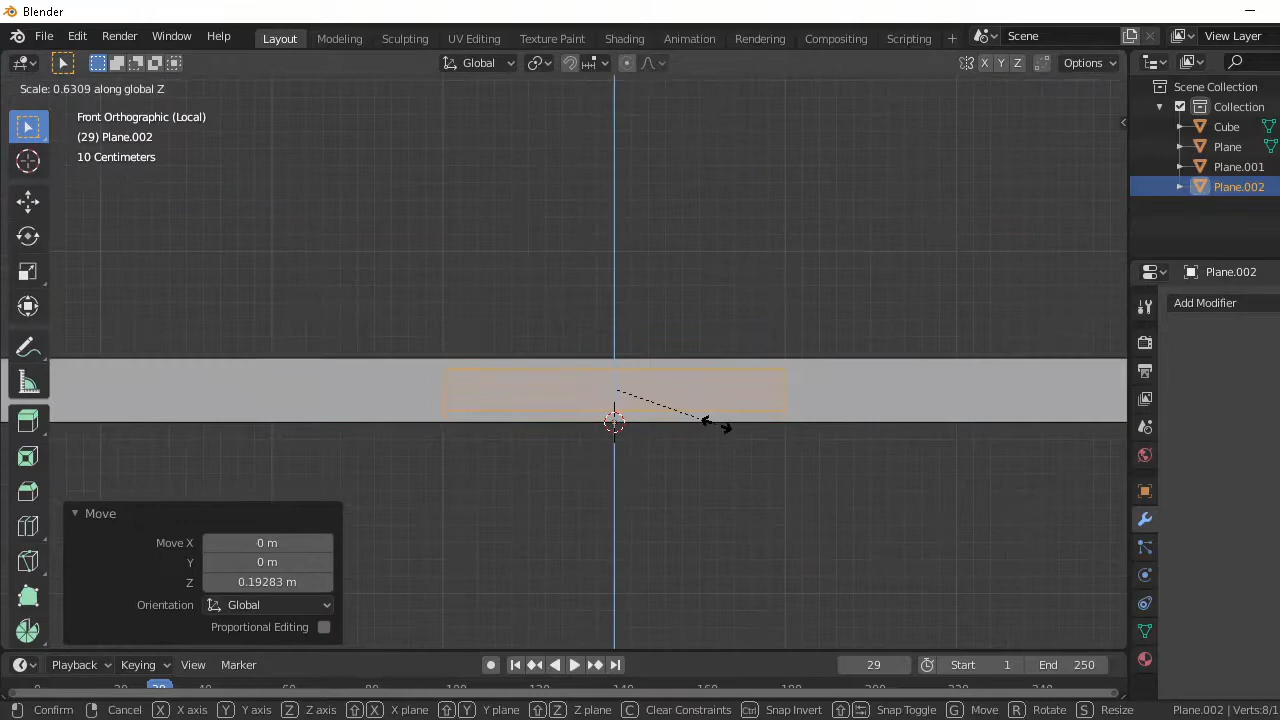 Blender
File Edit Render Window Help Layout Modeling Sculpting UV Editing Texture Paint Shading Animation Rendering Compositing Scripting + Scene View Layer
Global Options
X Y Z
Scale: 0.6309 along global Z
Front Orthographic (Local)
(29) Plane.002
10 Centimeters
Scene Collection
Collection
Cube
Plane
Plane.001
Plane.002
Plane.002
Add Modifier
Move
Move X 0 m
Y 0 m
Z 0.19283 m
Orientation Global
Proportional Editing
Playback Keying View Marker 29 Start 1 End 250
Confirm Cancel X X axis Y Y axis Z Z axis X X plane Y Y plane Z Z plane C Clear Constraints Ctrl Snap Invert Snap Toggle G Move R Rotate S Resize Plane.002 | Verts:8/1